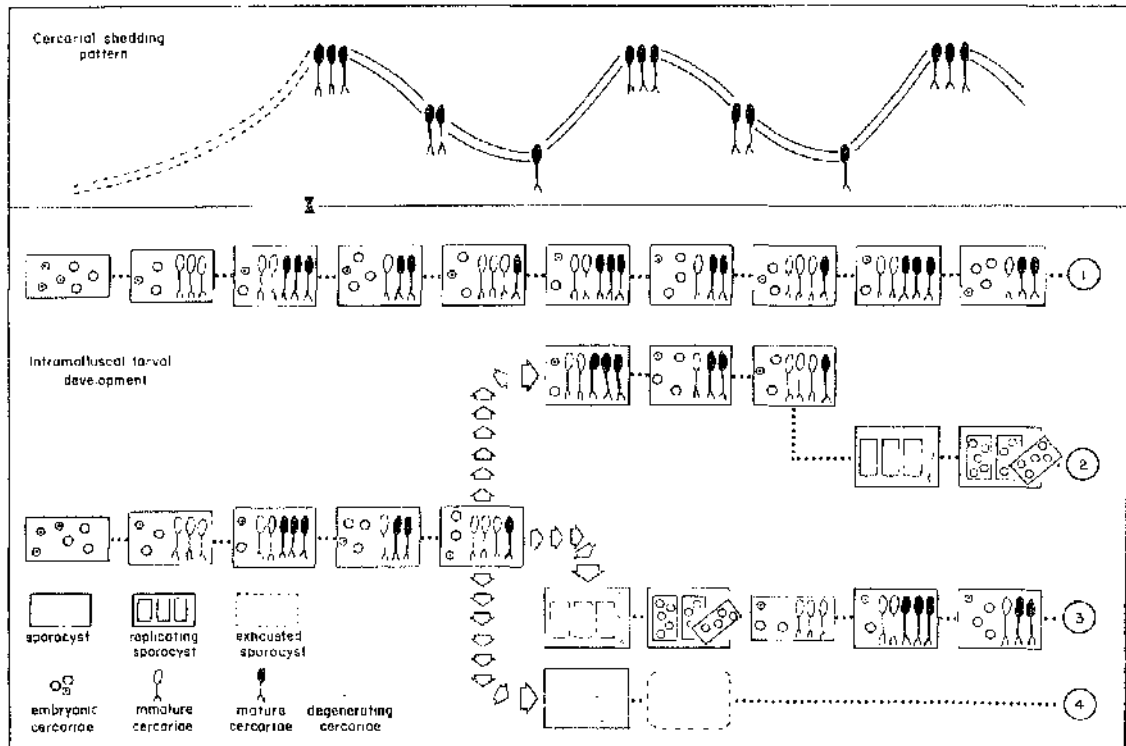 Cercarial shedding
pattern
1
Intramolluscal larval
development
2
3
4
sporocyst
replicating
sporocyst
exhausted
sporocyst
embryonic
cercariae
immature
cercariae
mature
cercariae
degenerating
cercariae